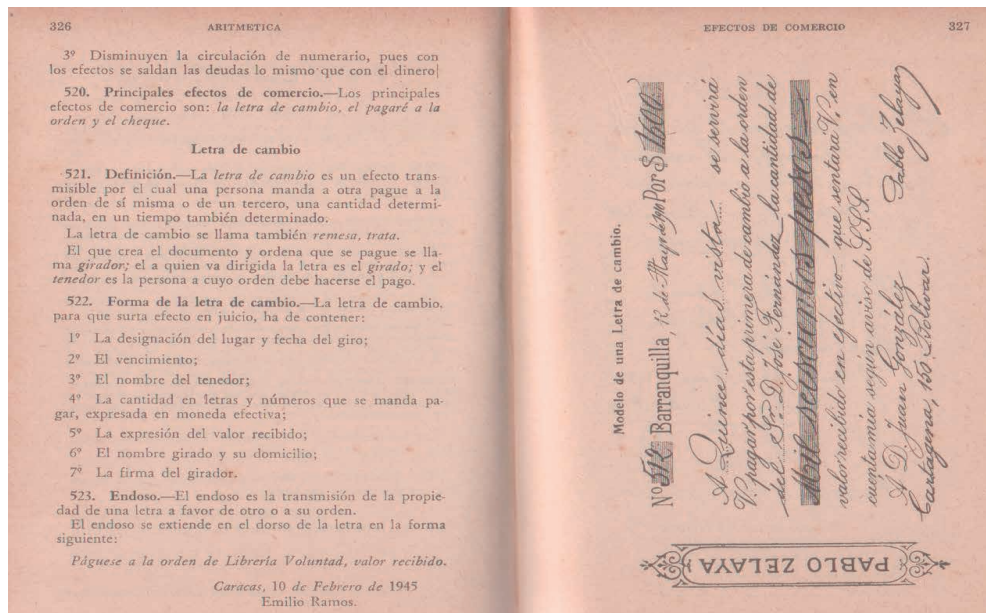 326 ARITMETICA
3º Disminuyen la circulación de numerario, pues con
los efectos se saldan las deudas lo mismo que con el dinero
520. Principales efectos de comercio.—Los principales
efectos de comercio son: la letra de cambio, el pagaré a la
orden y el cheque.
Letra de cambio
521. Definición.—La letra de cambio es un efecto trans-
misible por el cual una persona manda a otra pague a la
orden de sí misma o de un tercero, una cantidad determi-
nada, en un tiempo también determinado.
La letra de cambio se llama también remesa, trata.
El que crea el documento y ordena que se pague se lla-
ma girador; el a quien va dirigida la letra es el girado; y el
tenedor es la persona a cuyo orden debe hacerse el pago.
522. Forma de la letra de cambio.—La letra de cambio,
para que surta efecto en juicio, ha de contener:
1º La designación del lugar y fecha del giro;
2º El vencimiento;
3º El nombre del tenedor;
4º La cantidad en letras y números que se manda pa-
gar, expresada en moneda efectiva;
5º La expresión del valor recibido;
6º El nombre girado y su domicilio;
7º La firma del girador.
523. Endoso.—El endoso es la transmisión de la propie-
dad de una letra a favor de otro o a su orden.
El endoso se extiende en el dorso de la letra en la forma
siguiente:
Páguese a la orden de Librería Voluntad, valor recibido.
Caracas, 10 de Febrero de 1945
Emilio Ramos.
EFECTOS DE COMERCIO 327
Modelo de una Letra de cambio.
Nº 512 Barranquilla, 12 de Mayo de Por $ 1600
A Quince días vista se servirá
V. pagar por esta primera de cambio a la orden
de S. D. José Fernández la cantidad de
Mil seiscientos pesos
valor recibido en efectivo que sentara V. en
cuenta mia según aviso de S.S.S.
A D. Juan González
Cartagena, 150 Bolívar. Pablo Zelaya
PABLO ZELAYA